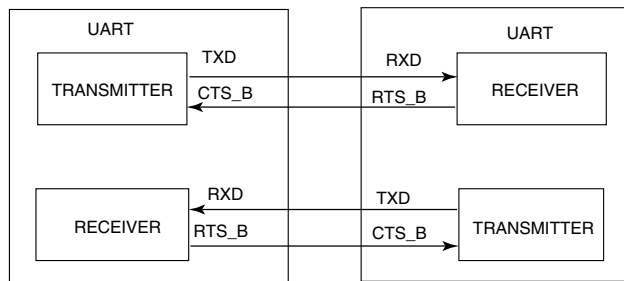 UART
UART
TXD
RXD
TRANSMITTER
CTS_B
RTS_B
RECEIVER
RXD
TXD
RECEIVER
RTS_B
CTS_B
TRANSMITTER